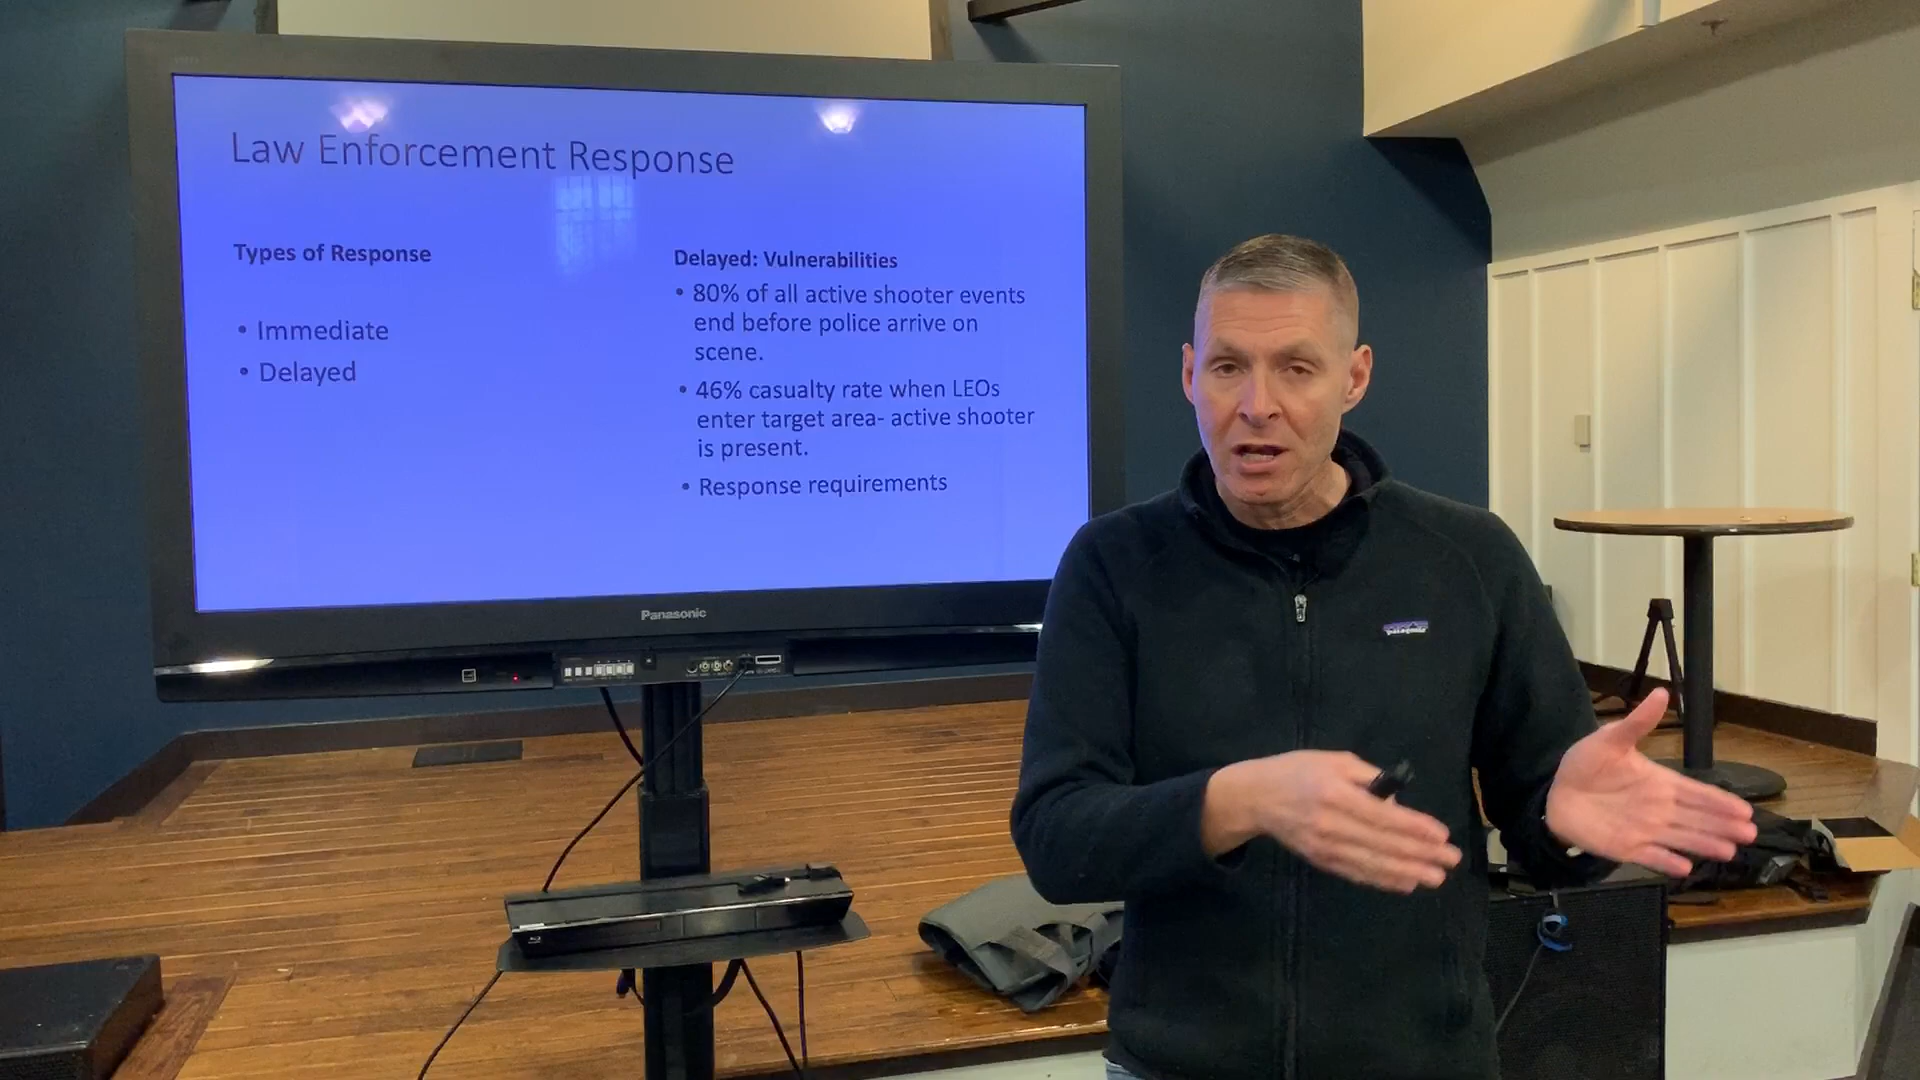 Law Enforcement Response
Types of Response
• Immediate
• Delayed
Delayed: Vulnerabilities
• 80% of all active shooter events
end before police arrive on
scene.
• 46% casualty rate when LEOs
enter target area- active shooter
is present.
• Response requirements
Panasonic
patagonia